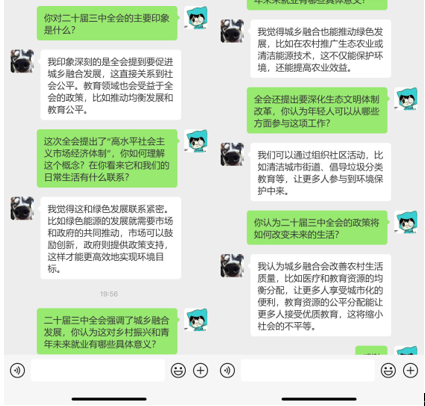 你对二十届三中全会的主要印象
是什么？
我印象深刻的是全会提到要促进
城乡融合发展，这直接关系到社
会公平。教育领域也会受益于全
会的政策，比如推动均衡发展和
教育公平。
这次全会提出了“高水平社会主
义市场经济体制”，你如何理解
这个概念？在你看来它和我们的
日常生活有什么联系？
我觉得这和绿色发展联系紧密。
比如绿色能源的发展就需要市场
和政府的共同推动，市场可以鼓
励创新，政府则提供政策支持，
这样才能更高效地实现环境目
标。
19:56
二十届三中全会强调了城乡融合
发展，你认为这对乡村振兴和青
年未来就业有哪些具体意义？
年未来就业有哪些具体意义？
我觉得城乡融合也能推动绿色发
展，比如在农村推广生态农业或
清洁能源技术，这不仅能保护环
境，还能提高农业效益。
全会还提出要深化生态文明体制
改革，你认为年轻人可以从哪些
方面参与这项工作？
我们可以通过组织社区活动，比
如清洁城市街道、倡导垃圾分类
教育等，让更多人参与到环境保
护中来。
你认为二十届三中全会的政策将
如何改变未来的生活？
我认为城乡融合会改善农村生活
质量，比如医疗和教育资源的均
衡分配，让更多人享受城市化的
便利，教育资源的公平分配能让
更多人接受优质教育，这将缩小
社会的不平等。